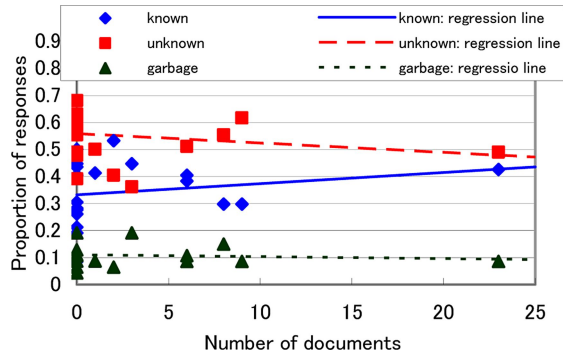 known
known: regression line
unknown
unknown: regression line
garbage
garbage: regressio line
Proportion of responses
0.9
0.8
0.7
0.6
0.5
0.4
0.3
0.2
0.1
0
0
5
10
15
20
25
Number of documents